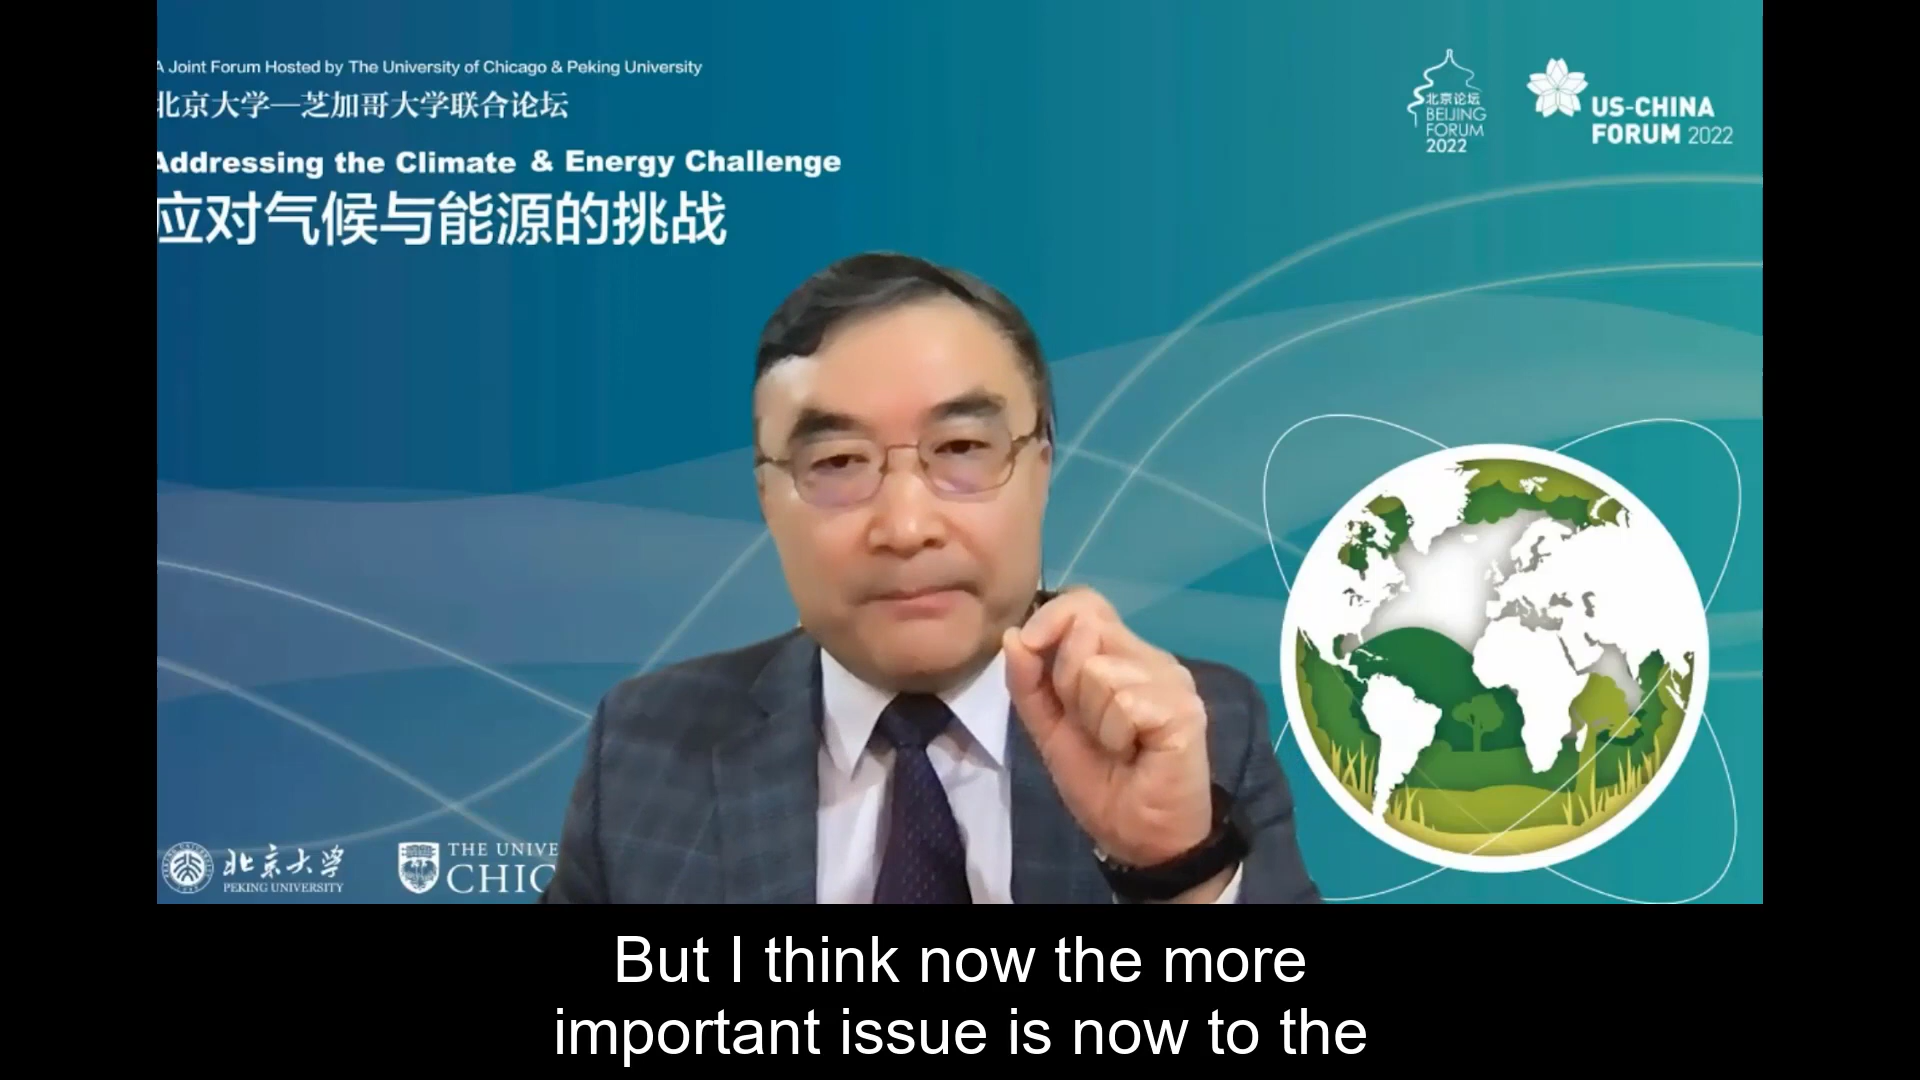 A Joint Forum Hosted by The University of Chicago & Peking University
北京大学—芝加哥大学联合论坛
Addressing the Climate & Energy Challenge
应对气候与能源的挑战
北京论坛
BEIJING
FORUM
2022
US-CHINA
FORUM 2022
北京大学
PEKING UNIVERSITY
THE UNIVE
CHIC
But I think now the more
important issue is now to the